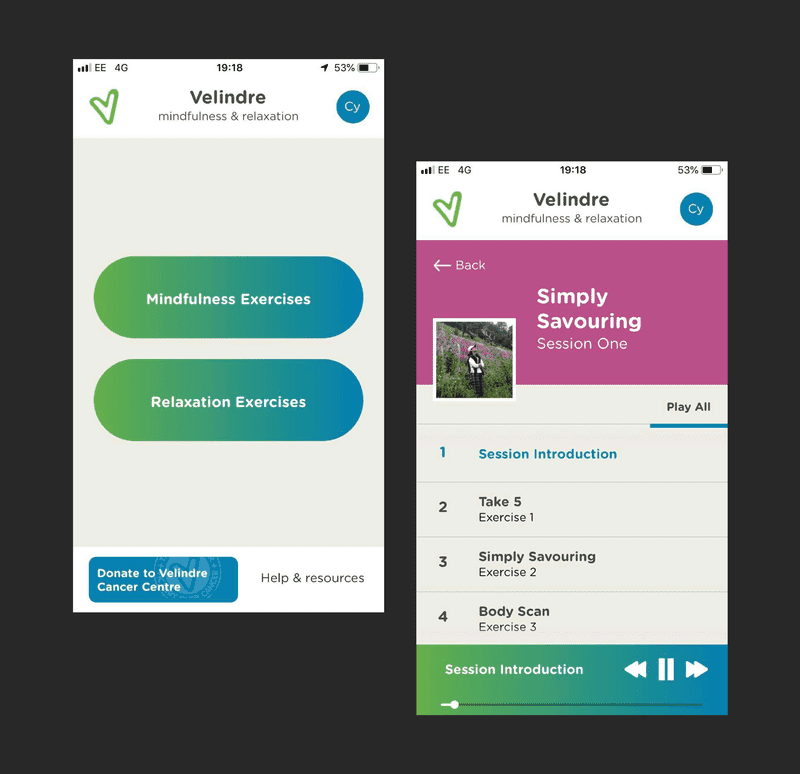 EE 4G 19:18 53%
Velindre
mindfulness & relaxation
Cy
Mindfulness Exercises
Relaxation Exercises
Donate to Velindre
Cancer Centre
Help & resources
EE 4G 19:18 53%
Velindre
mindfulness & relaxation
Cy
Back
Simply
Savouring
Session One
Play All
1 Session Introduction
2 Take 5
Exercise 1
3 Simply Savouring
Exercise 2
4 Body Scan
Exercise 3
Session Introduction